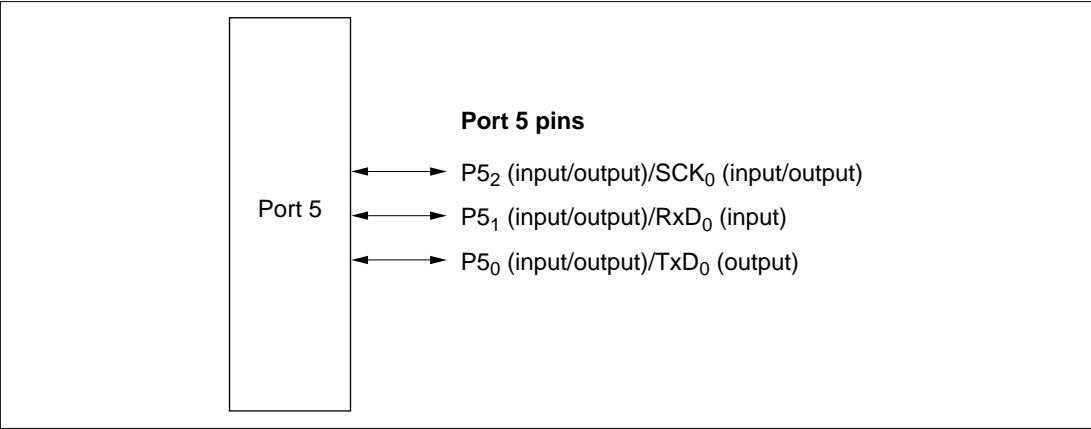 Port 5 pins
P5₂ (input/output)/SCK₀ (input/output)
Port 5
P5₁ (input/output)/RxD₀ (input)
P5₀ (input/output)/TxD₀ (output)